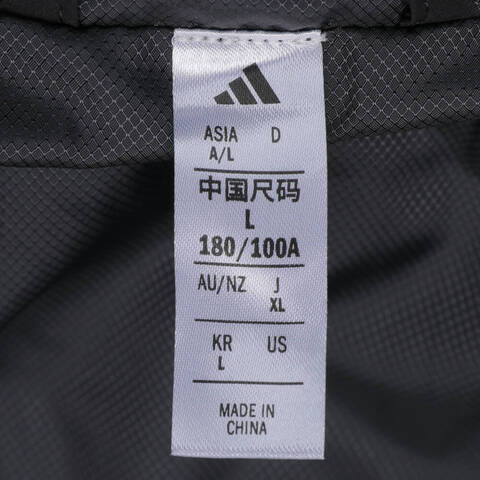 ASIA D
A/L
中国尺码
L
180/100A
AU/NZ J
XL
KR US
L
MADE IN
CHINA